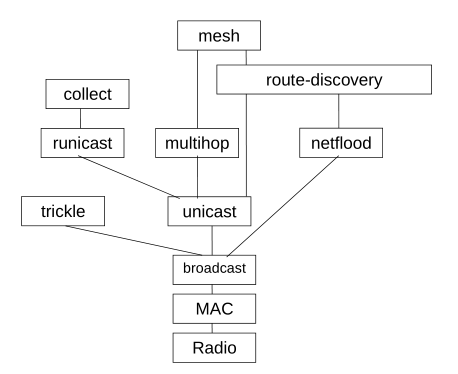 mesh
route-discovery
collect
runicast
multihop
netflood
trickle
unicast
broadcast
MAC
Radio